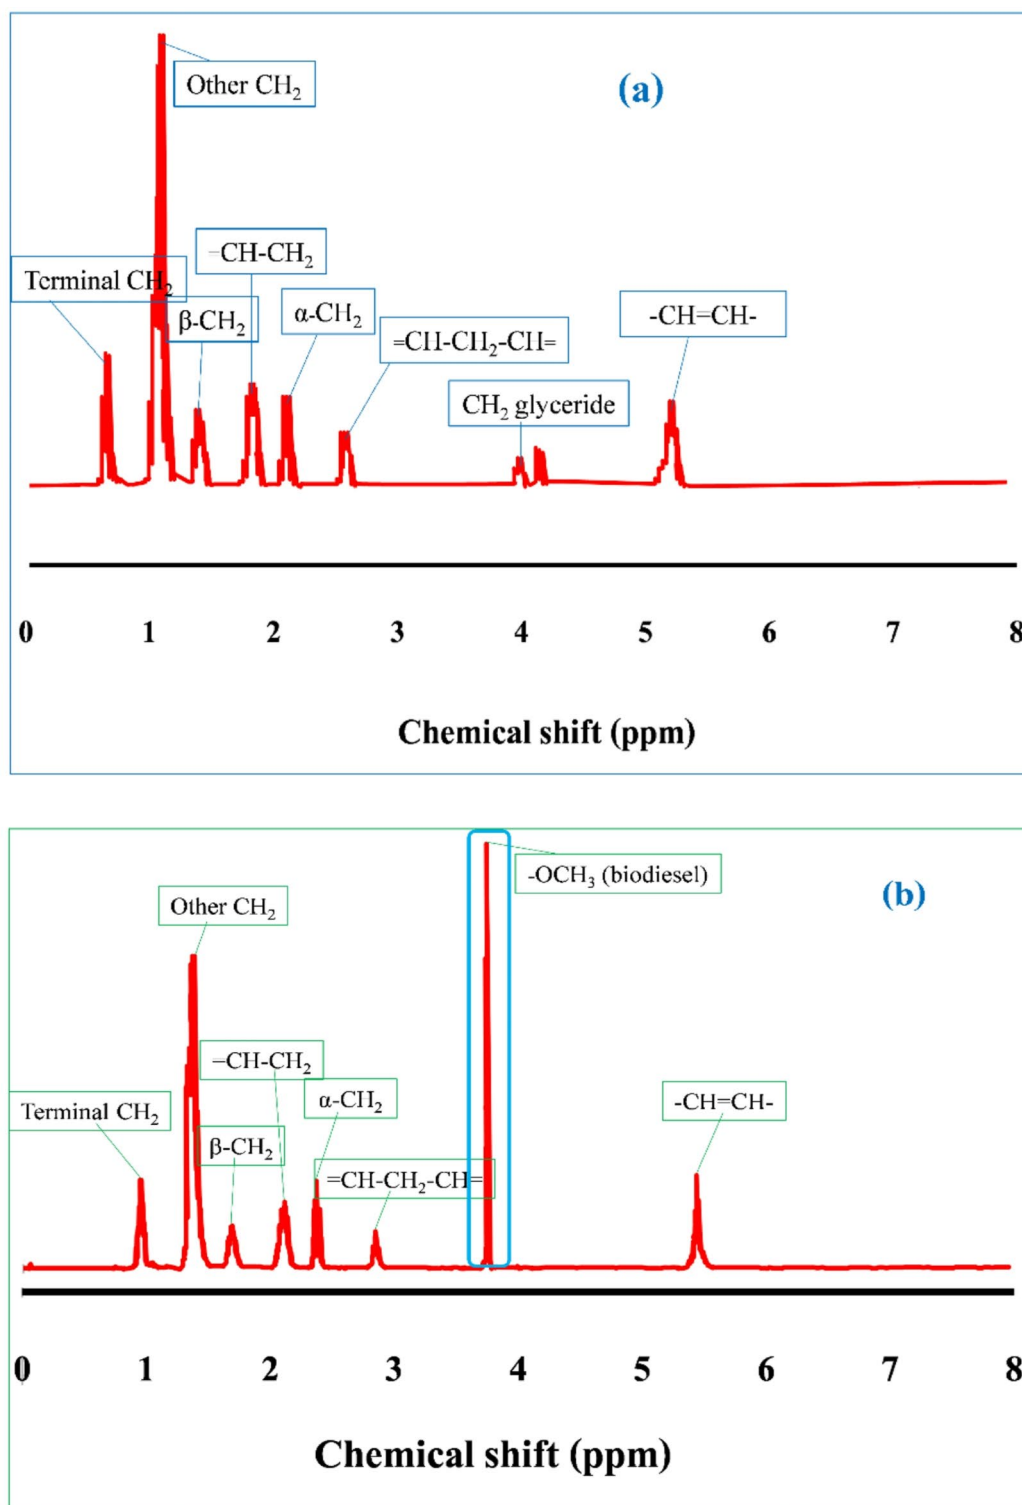 Other CH₂
(a)
=CH-CH₂
Terminal CH₂
β-CH₂
α-CH₂
=CH-CH₂-CH=
-CH=CH-
CH₂ glyceride
0 1 2 3 4 5 6 7 8
Chemical shift (ppm)
-OCH₃ (biodiesel)
(b)
Other CH₂
=CH-CH₂
α-CH₂
-CH=CH-
Terminal CH₂
β-CH₂
=CH-CH₂-CH=
0 1 2 3 4 5 6 7 8
Chemical shift (ppm)